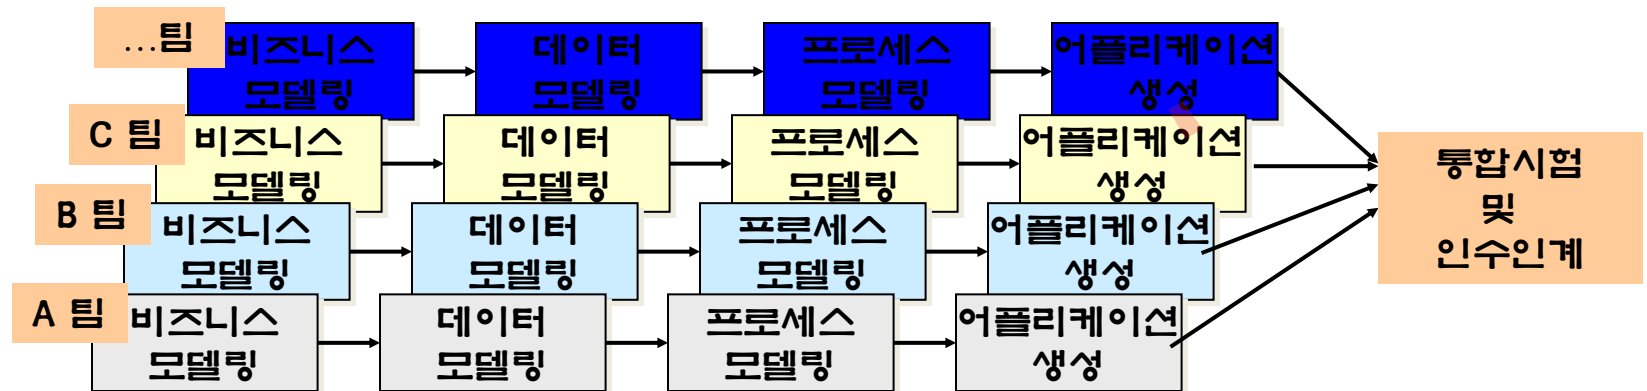 ...팀
비즈니스
모델링
데이터
모델링
프로세스
모델링
어플리케이션
생성
C 팀
비즈니스
모델링
데이터
모델링
프로세스
모델링
어플리케이션
생성
B 팀
비즈니스
모델링
데이터
모델링
프로세스
모델링
어플리케이션
생성
A 팀
비즈니스
모델링
데이터
모델링
프로세스
모델링
어플리케이션
생성
통합시험
및
인수인계